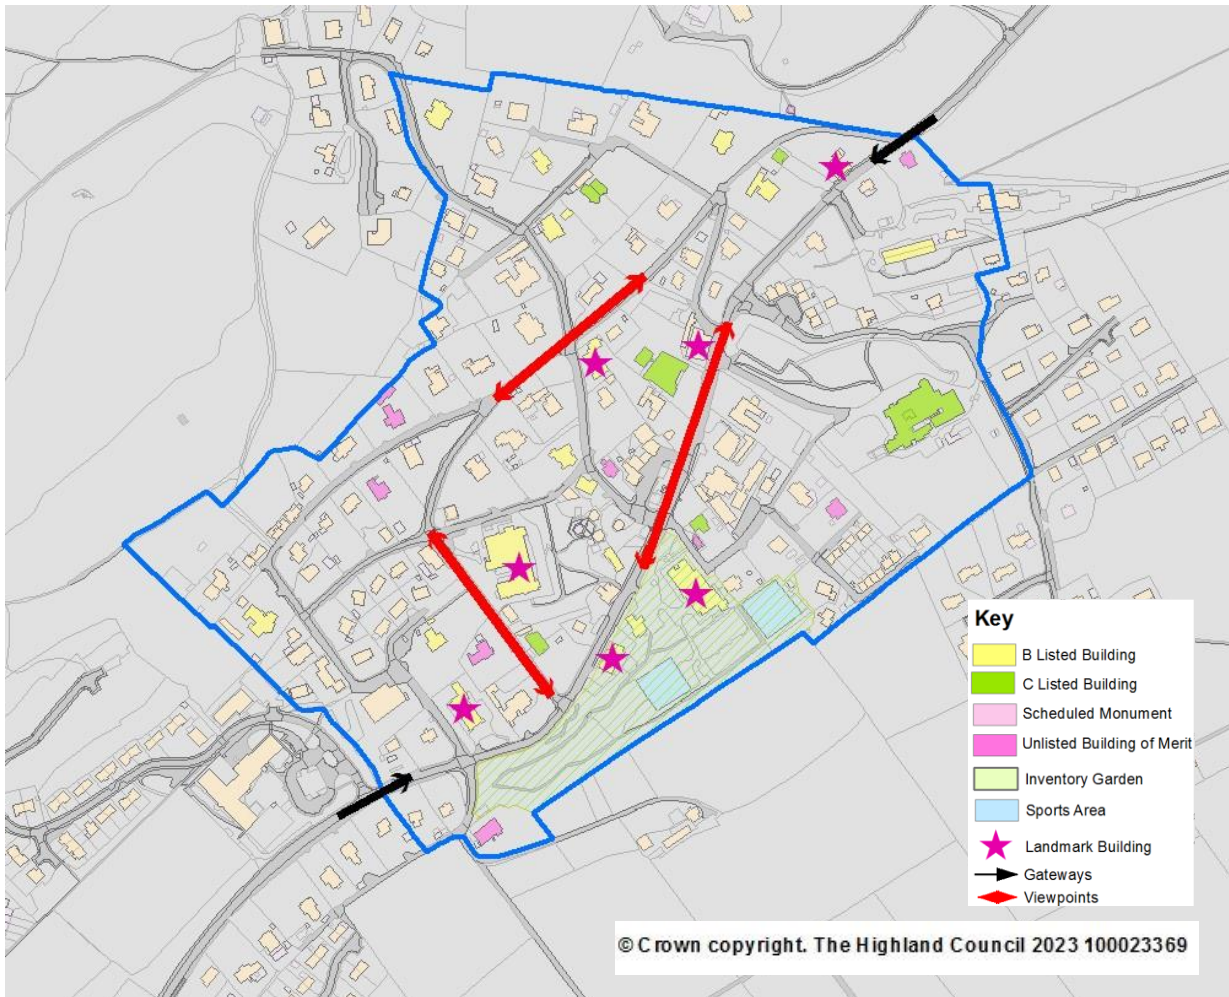 Key
B Listed Building
C Listed Building
Scheduled Monument
Unlisted Building of Merit
Inventory Garden
Sports Area
Landmark Building
Gateways
Viewpoints
© Crown copyright. The Highland Council 2023 100023369